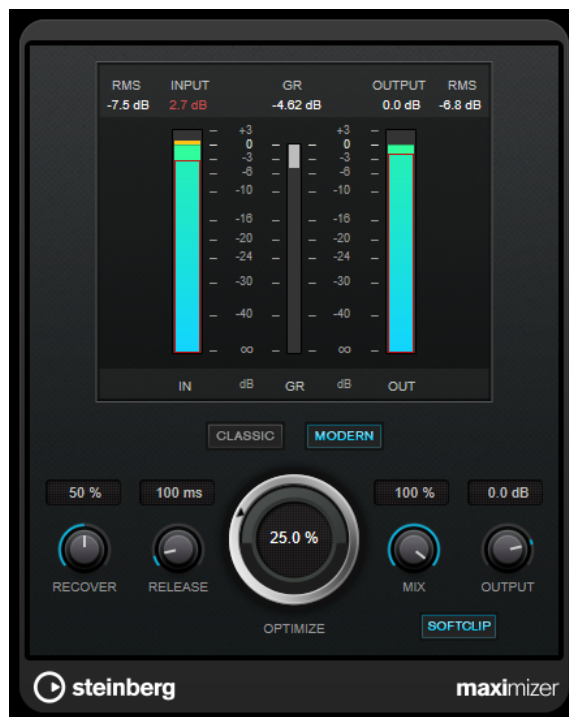 RMS INPUT GR OUTPUT RMS
-7.5 dB 2.7 dB -4.62 dB 0.0 dB -6.8 dB
+3 +3
0 0
-3 -3
-6 -6
-10 -10
-16 -16
-20 -20
-24 -24
-30 -30
-40 -40
∞ ∞
IN dB GR dB OUT
CLASSIC MODERN
50 % 100 ms 100 % 0.0 dB
25.0 %
RECOVER RELEASE MIX OUTPUT
OPTIMIZE SOFTCLIP
steinberg maximizer